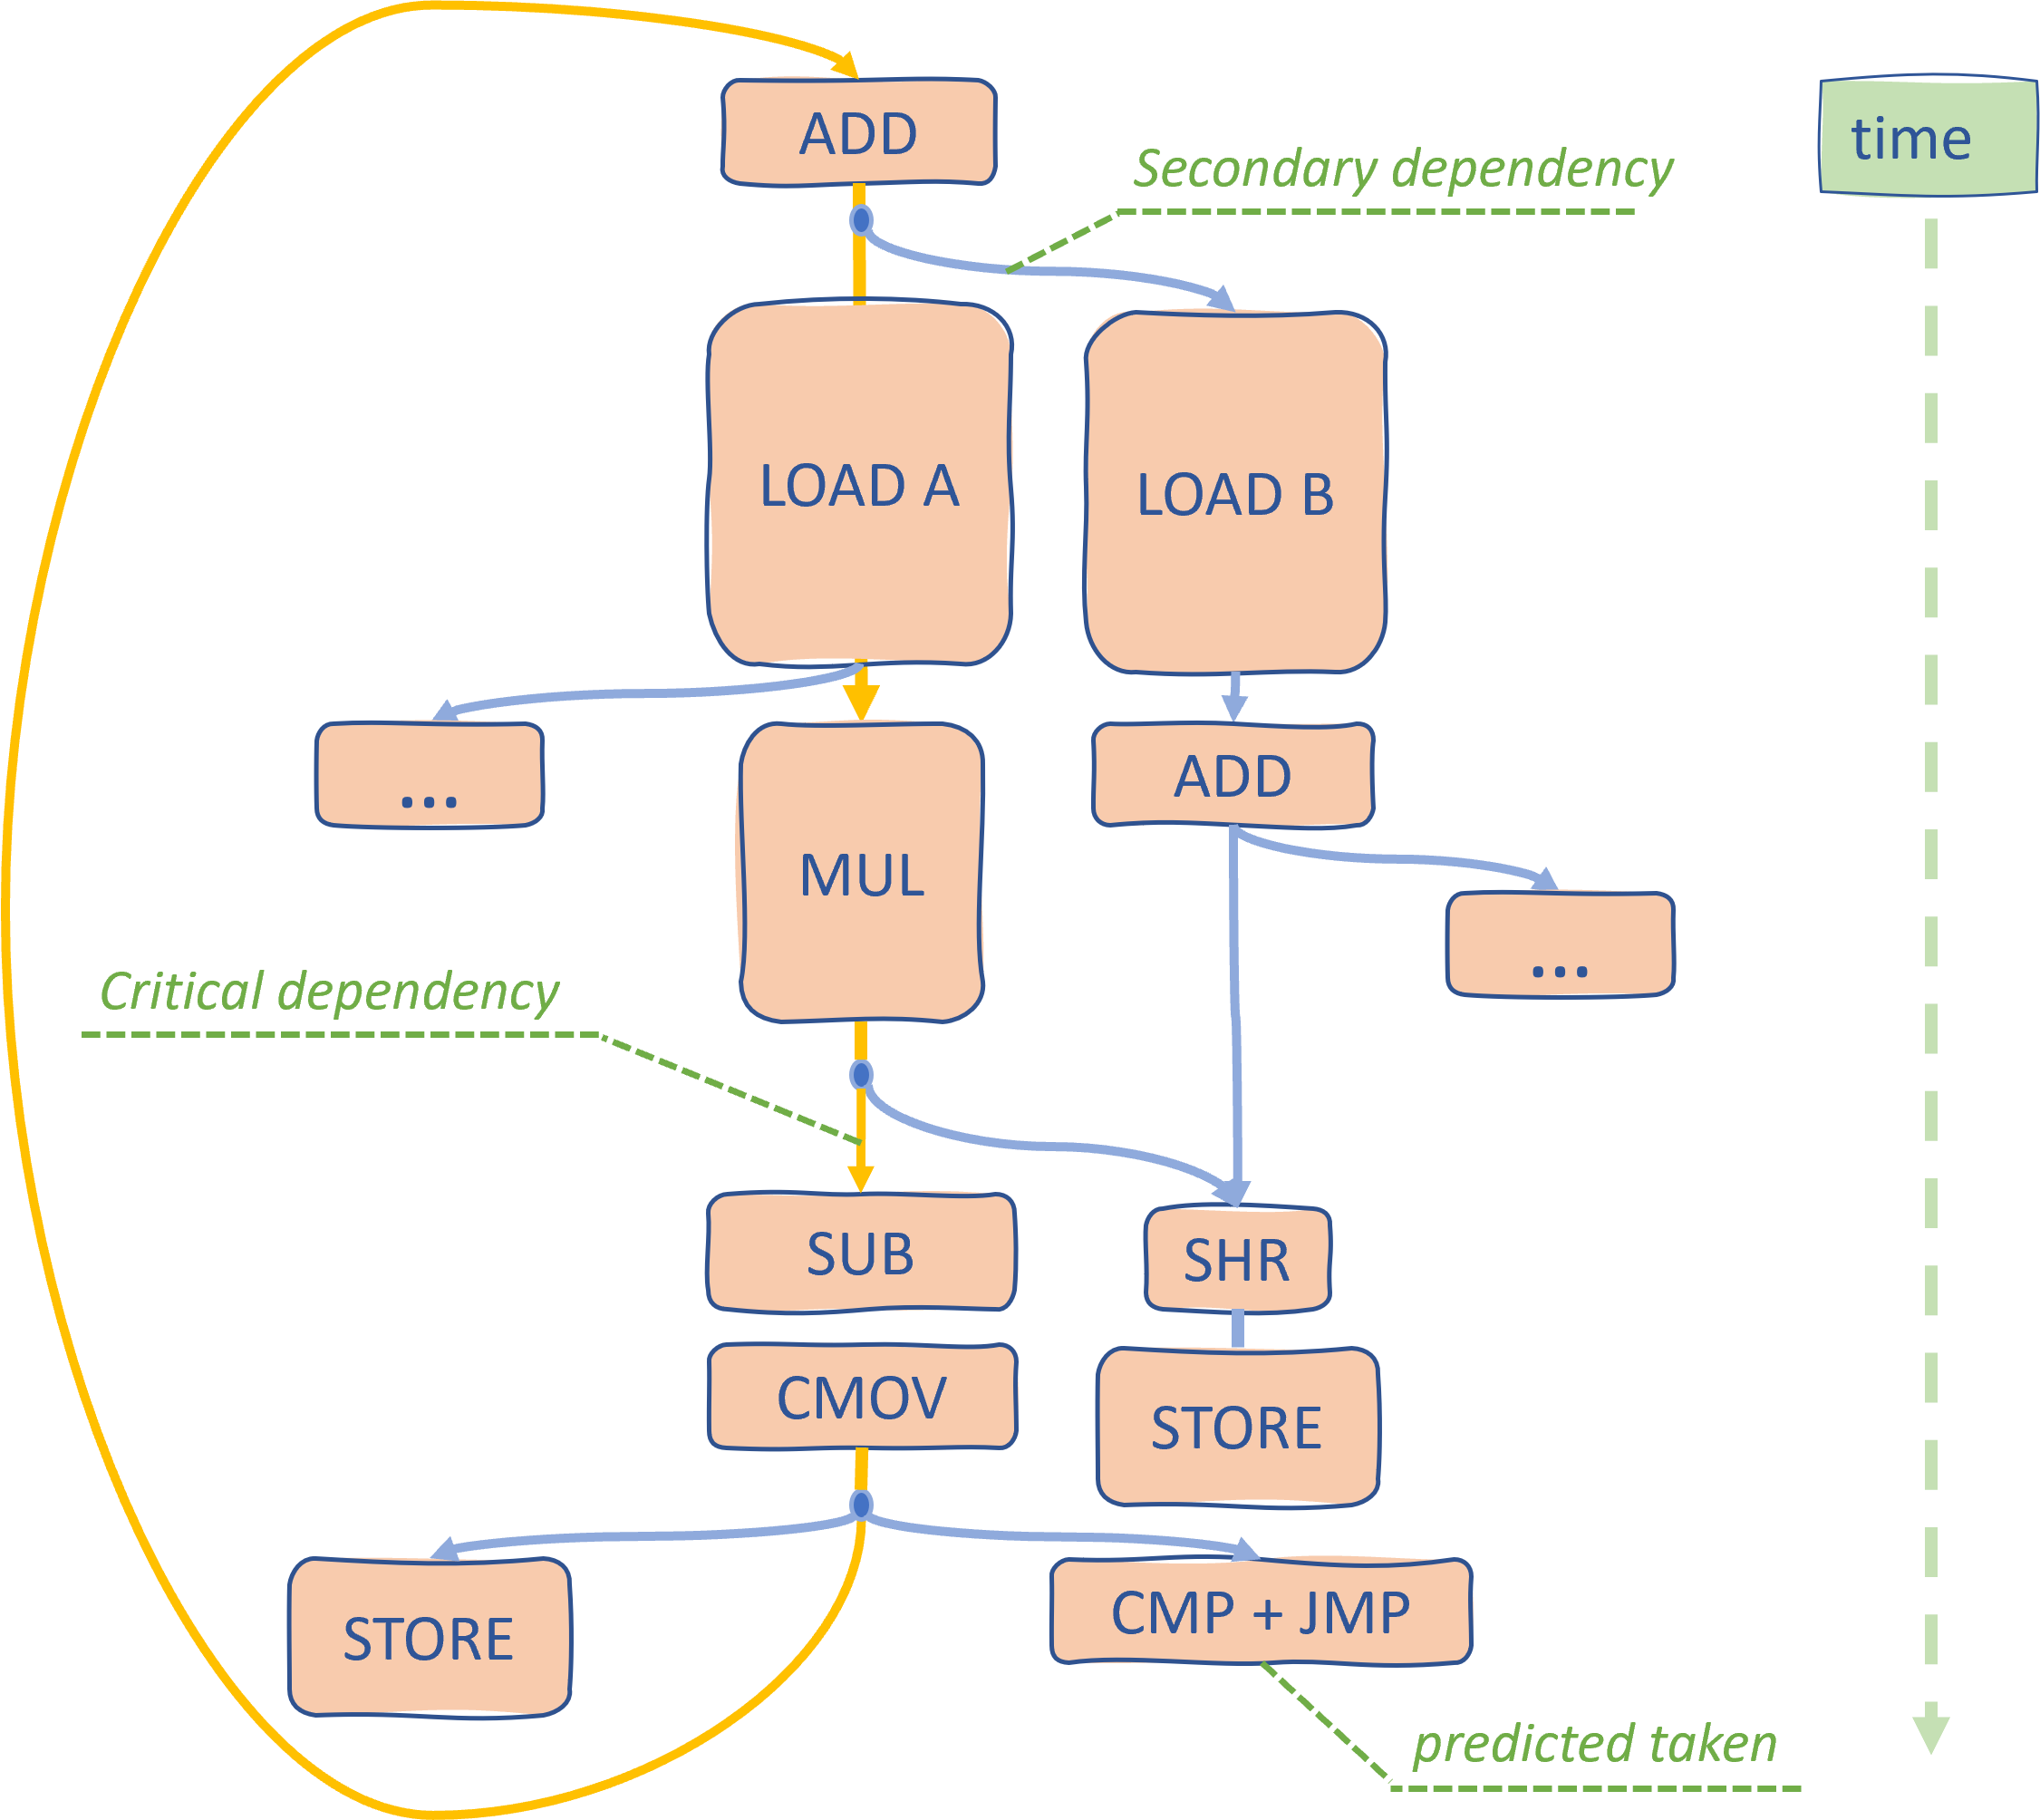 ADD
time
Secondary dependency
LOAD A
LOAD B
...
ADD
MUL
...
Critical dependency
SUB
SHR
CMOV
STORE
STORE
CMP + JMP
predicted taken